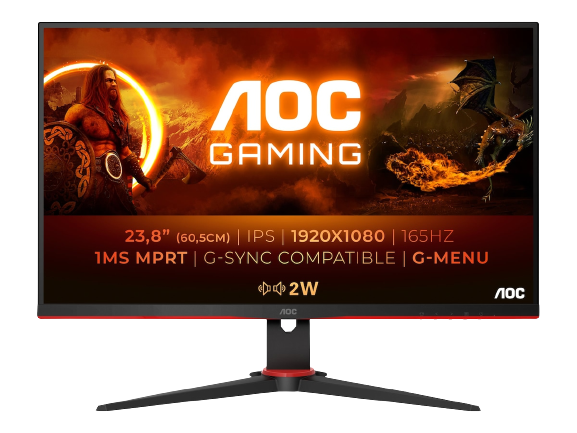 AOC
GAMING
23,8” (60,5CM) | IPS | 1920X1080 | 165HZ
1MS MPRT | G-SYNC COMPATIBLE | G-MENU
2W
AOC
AOC